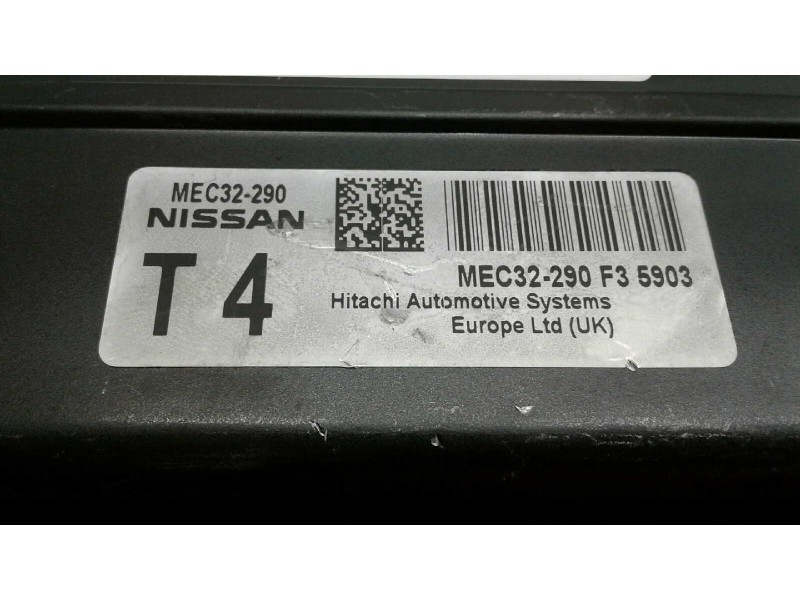 MEC32-290
NISSAN
T 4
MEC32-290 F3 5903
Hitachi Automotive Systems
Europe Ltd (UK)